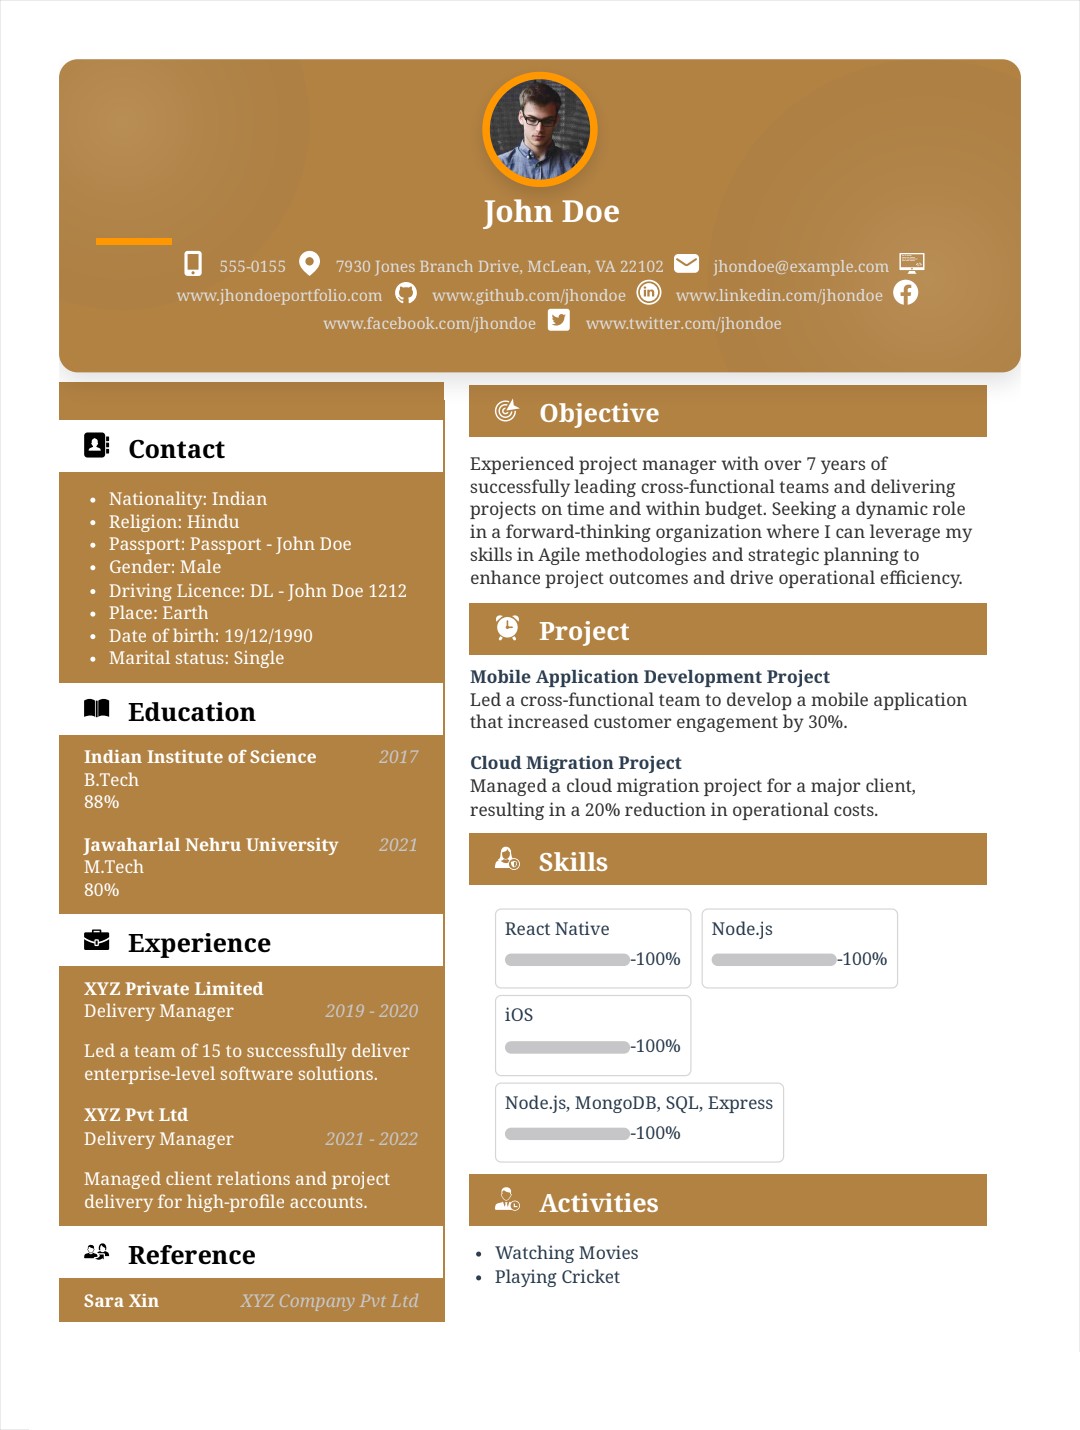 John Doe
555-0155 7930 Jones Branch Drive, McLean, VA 22102 jhondoe@example.com
www.jhondoeportfolio.com www.github.com/jhondoe www.linkedin.com/jhondoe
www.facebook.com/jhondoe www.twitter.com/jhondoe
Contact
• Nationality: Indian
• Religion: Hindu
• Passport: Passport - John Doe
• Gender: Male
• Driving Licence: DL - John Doe 1212
• Place: Earth
• Date of birth: 19/12/1990
• Marital status: Single
Education
Indian Institute of Science 2017
B.Tech
88%
Jawaharlal Nehru University 2021
M.Tech
80%
Experience
XYZ Private Limited
Delivery Manager 2019 - 2020
Led a team of 15 to successfully deliver
enterprise-level software solutions.
XYZ Pvt Ltd
Delivery Manager 2021 - 2022
Managed client relations and project
delivery for high-profile accounts.
Reference
Sara Xin XYZ Company Pvt Ltd
Objective
Experienced project manager with over 7 years of
successfully leading cross-functional teams and delivering
projects on time and within budget. Seeking a dynamic role
in a forward-thinking organization where I can leverage my
skills in Agile methodologies and strategic planning to
enhance project outcomes and drive operational efficiency.
Project
Mobile Application Development Project
Led a cross-functional team to develop a mobile application
that increased customer engagement by 30%.
Cloud Migration Project
Managed a cloud migration project for a major client,
resulting in a 20% reduction in operational costs.
Skills
React Native Node.js
-100% -100%
iOS
-100%
Node.js, MongoDB, SQL, Express
-100%
Activities
• Watching Movies
• Playing Cricket